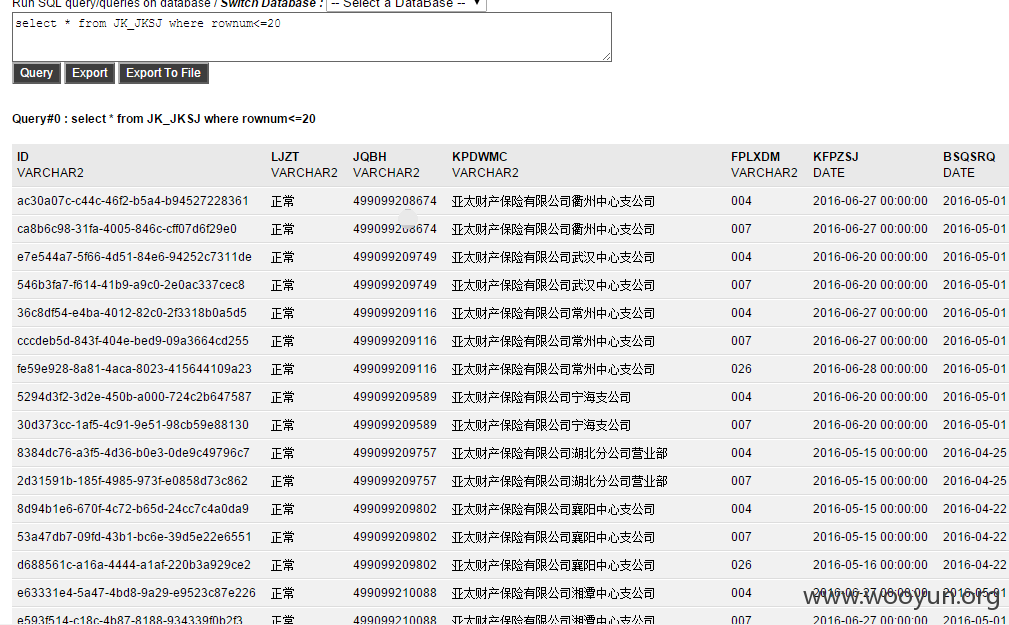 Run SQL query/queries on database / Switch Database : -- Select a DataBase --
select * from JK_JKSJ where rownum<=20
Query Export Export To File
Query#0 : select * from JK_JKSJ where rownum<=20
ID LJZT JQBH KPDWMC FPLXDM KFPZSJ BSQSRQ
VARCHAR2 VARCHAR2 VARCHAR2 VARCHAR2 VARCHAR2 DATE DATE
ac30a07c-c44c-46f2-b5a4-b94527228361 正常 499099208674 亚太财产保险有限公司衢州中心支公司 004 2016-06-27 00:00:00 2016-05-01
ca8b6c98-31fa-4005-846c-cff07d6f29e0 正常 499099208674 亚太财产保险有限公司衢州中心支公司 007 2016-06-27 00:00:00 2016-05-01
e7e544a7-5f66-4d51-84e6-94252c7311de 正常 499099209749 亚太财产保险有限公司武汉中心支公司 004 2016-06-20 00:00:00 2016-05-01
546b3fa7-f614-41b9-a9c0-2e0ac337cec8 正常 499099209749 亚太财产保险有限公司武汉中心支公司 007 2016-06-20 00:00:00 2016-05-01
36c8df54-e4ba-4012-82c0-2f3318b0a5d5 正常 499099209116 亚太财产保险有限公司常州中心支公司 004 2016-06-27 00:00:00 2016-05-01
cccdeb5d-843f-404e-bed9-09a3664cd255 正常 499099209116 亚太财产保险有限公司常州中心支公司 007 2016-06-27 00:00:00 2016-05-01
fe59e928-8a81-4aca-8023-415644109a23 正常 499099209116 亚太财产保险有限公司常州中心支公司 026 2016-06-28 00:00:00 2016-05-01
5294d3f2-3d2e-450b-a000-724c2b647587 正常 499099209589 亚太财产保险有限公司宁海支公司 004 2016-06-20 00:00:00 2016-05-01
30d373cc-1af5-4c91-9e51-98cb59e88130 正常 499099209589 亚太财产保险有限公司宁海支公司 007 2016-06-20 00:00:00 2016-05-01
8384dc76-a3f5-4d36-b0e3-0de9c49796c7 正常 499099209757 亚太财产保险有限公司湖北分公司营业部 004 2016-05-15 00:00:00 2016-04-25
2d31591b-185f-4985-973f-e0858d73c862 正常 499099209757 亚太财产保险有限公司湖北分公司营业部 007 2016-05-15 00:00:00 2016-04-25
8d94b1e6-670f-4c72-b65d-24cc7c4a0da9 正常 499099209802 亚太财产保险有限公司襄阳中心支公司 004 2016-05-15 00:00:00 2016-04-22
53a47db7-09fd-43b1-bc6e-39d5e22e6551 正常 499099209802 亚太财产保险有限公司襄阳中心支公司 007 2016-05-15 00:00:00 2016-04-22
d688561c-a16a-4444-a1af-220b3a929ce2 正常 499099209802 亚太财产保险有限公司襄阳中心支公司 026 2016-05-16 00:00:00 2016-04-22
e63331e4-5a47-4bd8-9a29-e9523c87e226 正常 499099210088 亚太财产保险有限公司湘潭中心支公司 004 2016-06-27 00:00:00 2016-05-01
www.wooyun.org
e593f514-c18c-4b87-8188-934339f0b2f3 正常 499099210088 亚太财产保险有限公司湘潭中心支公司 007 2016-06-27 00:00:00 2016-05-01